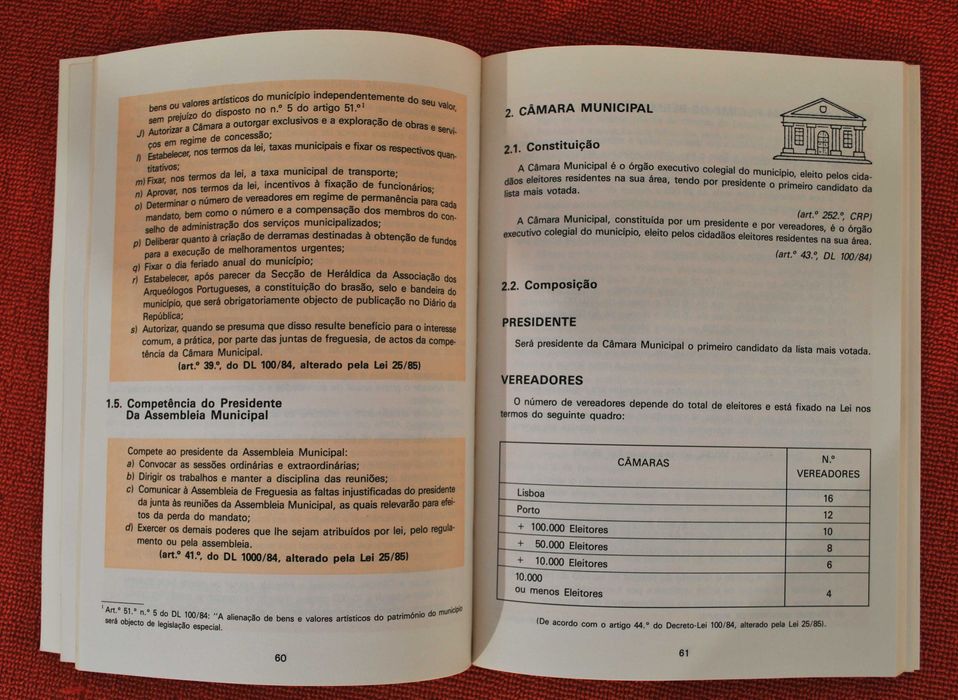 bens ou valores artísticos do município independentemente do seu valor,
sem prejuízo do disposto no n.º 5 do artigo 51.º¹
J) Autorizar a Câmara a outorgar exclusivos e a exploração de obras e servi-
ços em regime de concessão;
l) Estabelecer, nos termos da lei, taxas municipais e fixar os respectivos quan-
titativos;
m) Fixar, nos termos da lei, a taxa municipal de transporte;
n) Aprovar, nos termos da lei, incentivos à fixação de funcionários;
o) Determinar o número de vereadores em regime de permanência para cada
mandato, bem como o número e a compensação dos membros do con-
selho de administração dos serviços municipalizados;
p) Deliberar quanto à criação de derramas destinadas à obtenção de fundos
para a execução de melhoramentos urgentes;
q) Fixar o dia feriado anual do município;
r) Estabelecer, após parecer da Secção de Heráldica da Associação dos
Arqueólogos Portugueses, a constituição do brasão, selo e bandeira do
município, que será obrigatoriamente objecto de publicação no Diário da
República;
s) Autorizar, quando se presuma que disso resulte benefício para o interesse
comum, a prática, por parte das juntas de freguesia, de actos da compe-
tência da Câmara Municipal.
(art.º 39.º, do DL 100/84, alterado pela Lei 25/85)
1.5. Competência do Presidente
Da Assembleia Municipal
Compete ao presidente da Assembleia Municipal:
a) Convocar as sessões ordinárias e extraordinárias;
b) Dirigir os trabalhos e manter a disciplina das reuniões;
c) Comunicar à Assembleia de Freguesia as faltas injustificadas do presidente
da junta às reuniões da Assembleia Municipal, as quais relevarão para efei-
tos da perda do mandato;
d) Exercer os demais poderes que lhe sejam atribuídos por lei, pelo regula-
mento ou pela assembleia.
(art.º 41.º, do DL 1000/84, alterado pela Lei 25/85)
¹ Art.º 51.º n.º 5 do DL 100/84: "A alienação de bens e valores artísticos do património do município
será objecto de legislação especial.
60
2. CÂMARA MUNICIPAL
2.1. Constituição
A Câmara Municipal é o órgão executivo colegial do município, eleito pelos cida-
dãos eleitores residentes na sua área, tendo por presidente o primeiro candidato da
lista mais votada.
(art.º 252.º, CRP)
A Câmara Municipal, constituída por um presidente e por vereadores, é o órgão
executivo colegial do município, eleito pelos cidadãos eleitores residentes na sua área.
(art.º 43.º, DL 100/84)
2.2. Composição
PRESIDENTE
Será presidente da Câmara Municipal o primeiro candidato da lista mais votada.
VEREADORES
O número de vereadores depende do total de eleitores e está fixado na Lei nos
termos do seguinte quadro:
CÂMARAS N.º VEREADORES
Lisboa 16
Porto 12
+ 100.000 Eleitores 10
+ 50.000 Eleitores 8
+ 10.000 Eleitores 6
10.000
ou menos Eleitores 4
(De acordo com o artigo 44.º do Decreto-Lei 100/84, alterado pela Lei 25/85).
61